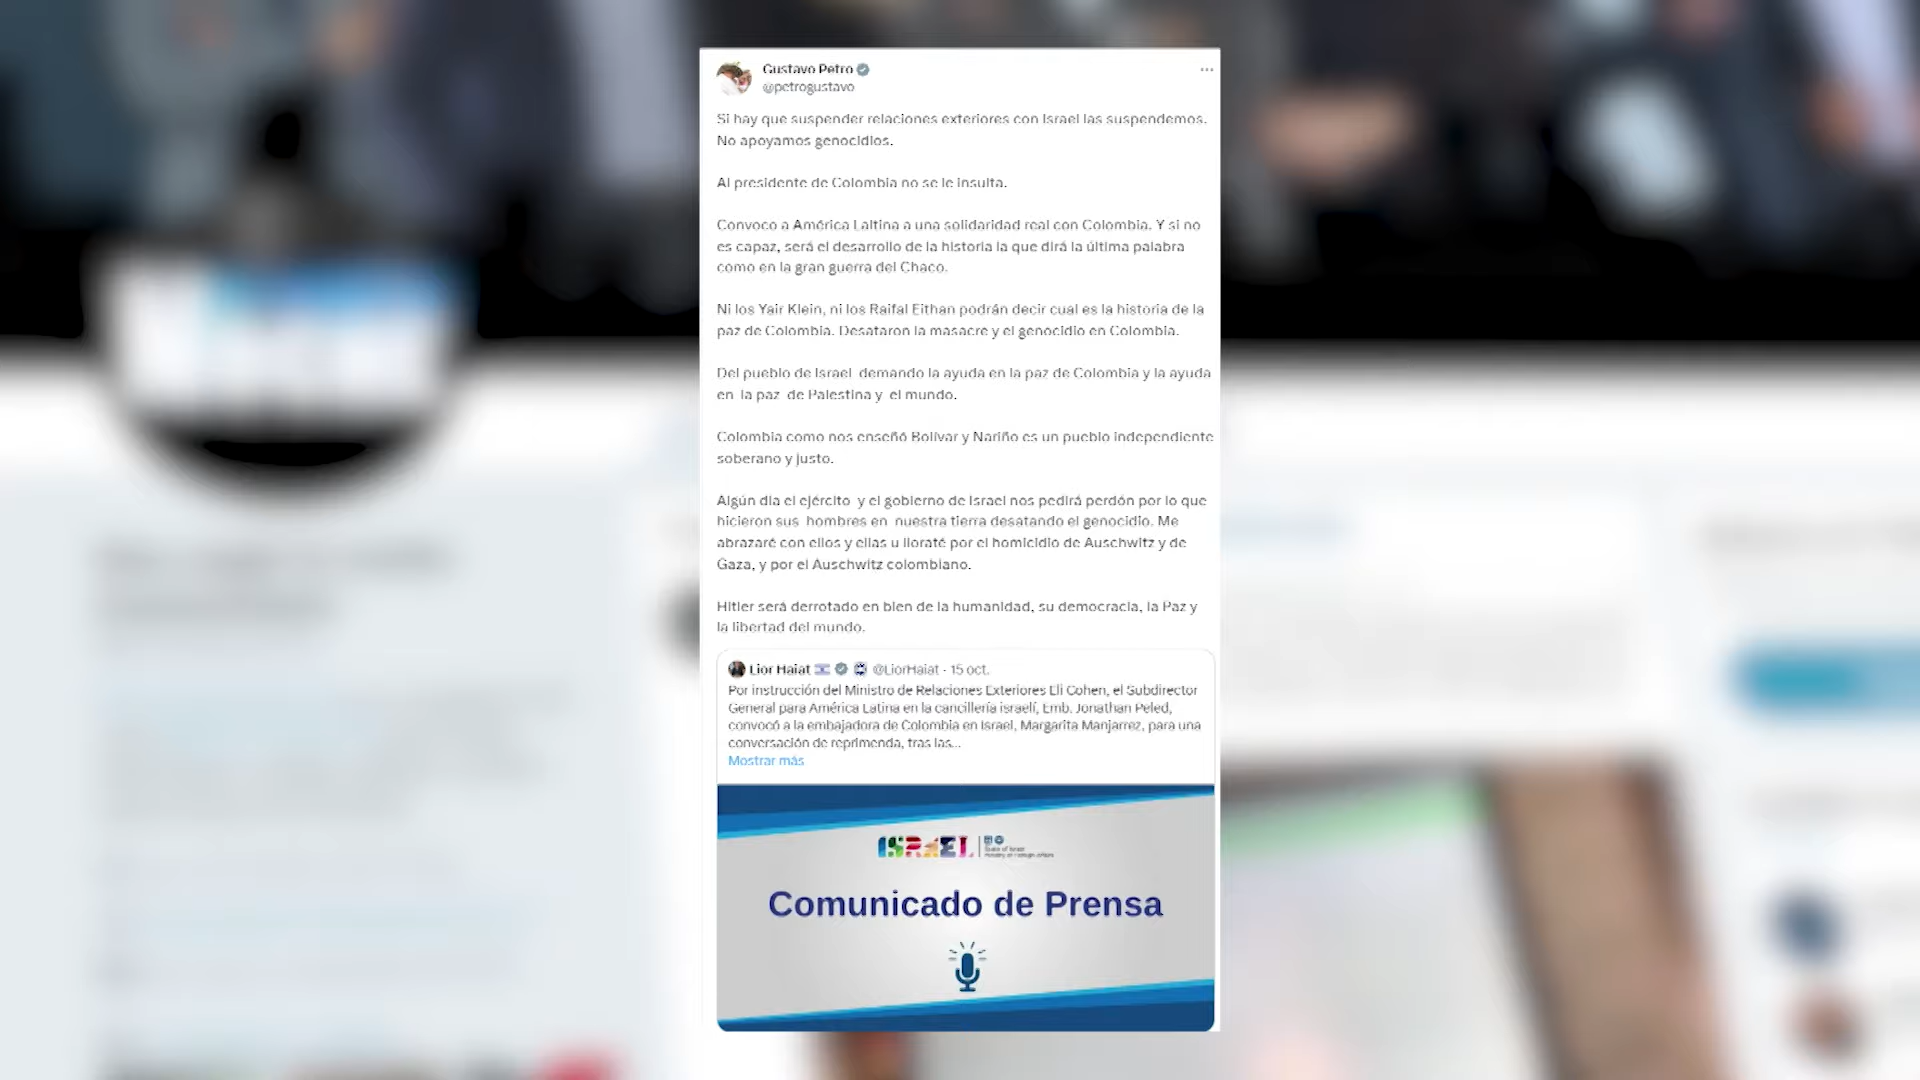 Gustavo Petro
@petrogustavo
Si hay que suspender relaciones exteriores con Israel las suspendemos.
No apoyamos genocidios.
Al presidente de Colombia no se le insulta.
Convoco a América Laltina a una solidaridad real con Colombia. Y si no
es capaz, será el desarrollo de la historia la que dirá la última palabra
como en la gran guerra del Chaco.
Ni los Yair Klein, ni los Raifal Eithan podrán decir cual es la historia de la
paz de Colombia. Desataron la masacre y el genocidio en Colombia.
Del pueblo de Israel demando la ayuda en la paz de Colombia y la ayuda
en la paz de Palestina y el mundo.
Colombia como nos enseñó Bolívar y Nariño es un pueblo independiente
soberano y justo.
Algún día el ejército y el gobierno de Israel nos pedirá perdón por lo que
hicieron sus hombres en nuestra tierra desatando el genocidio. Me
abrazaré con ellos y ellas u lloraté por el homicidio de Auschwitz y de
Gaza, y por el Auschwitz colombiano.
Hitler será derrotado en bien de la humanidad, su democracia, la Paz y
la libertad del mundo.
Lior Haiat @LiorHaiat · 15 oct.
Por instrucción del Ministro de Relaciones Exteriores Eli Cohen, el Subdirector
General para América Latina en la cancillería israelí, Emb. Jonathan Peled,
convocó a la embajadora de Colombia en Israel, Margarita Manjarrez, para una
conversación de reprimenda, tras las...
Mostrar más
ISRAEL
State of Israel
Ministry of Foreign Affairs
Comunicado de Prensa